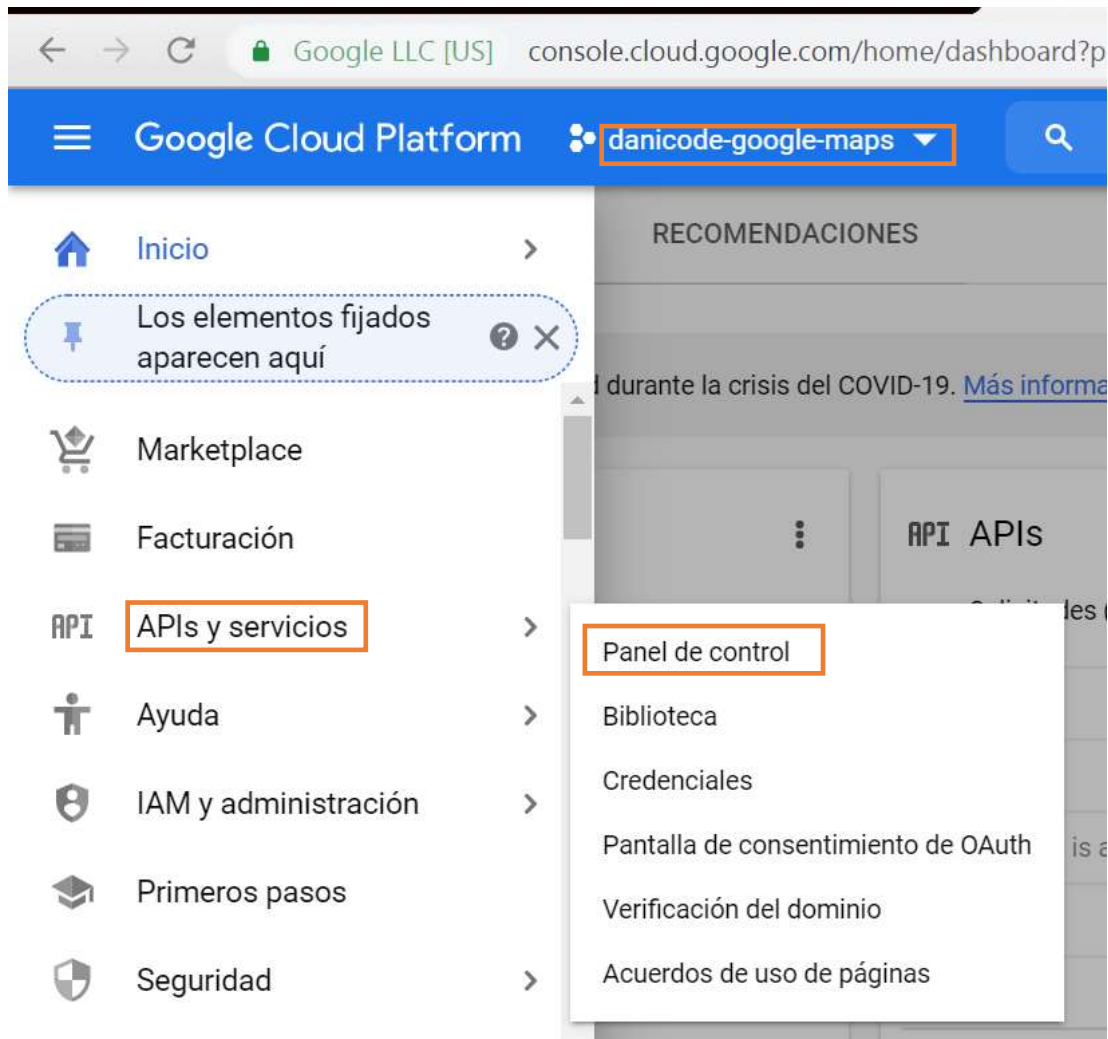 Google LLC [US] console.cloud.google.com/home/dashboard?p
Google Cloud Platform danicode-google-maps
Inicio
RECOMENDACIONES
Los elementos fijados
aparecen aquí
durante la crisis del COVID-19. Más informa
Marketplace
Facturación
API APIs
API APIs y servicios
Panel de control
Biblioteca
Credenciales
Pantalla de consentimiento de OAuth
is a
Verificación del dominio
Acuerdos de uso de páginas
Ayuda
IAM y administración
Primeros pasos
Seguridad